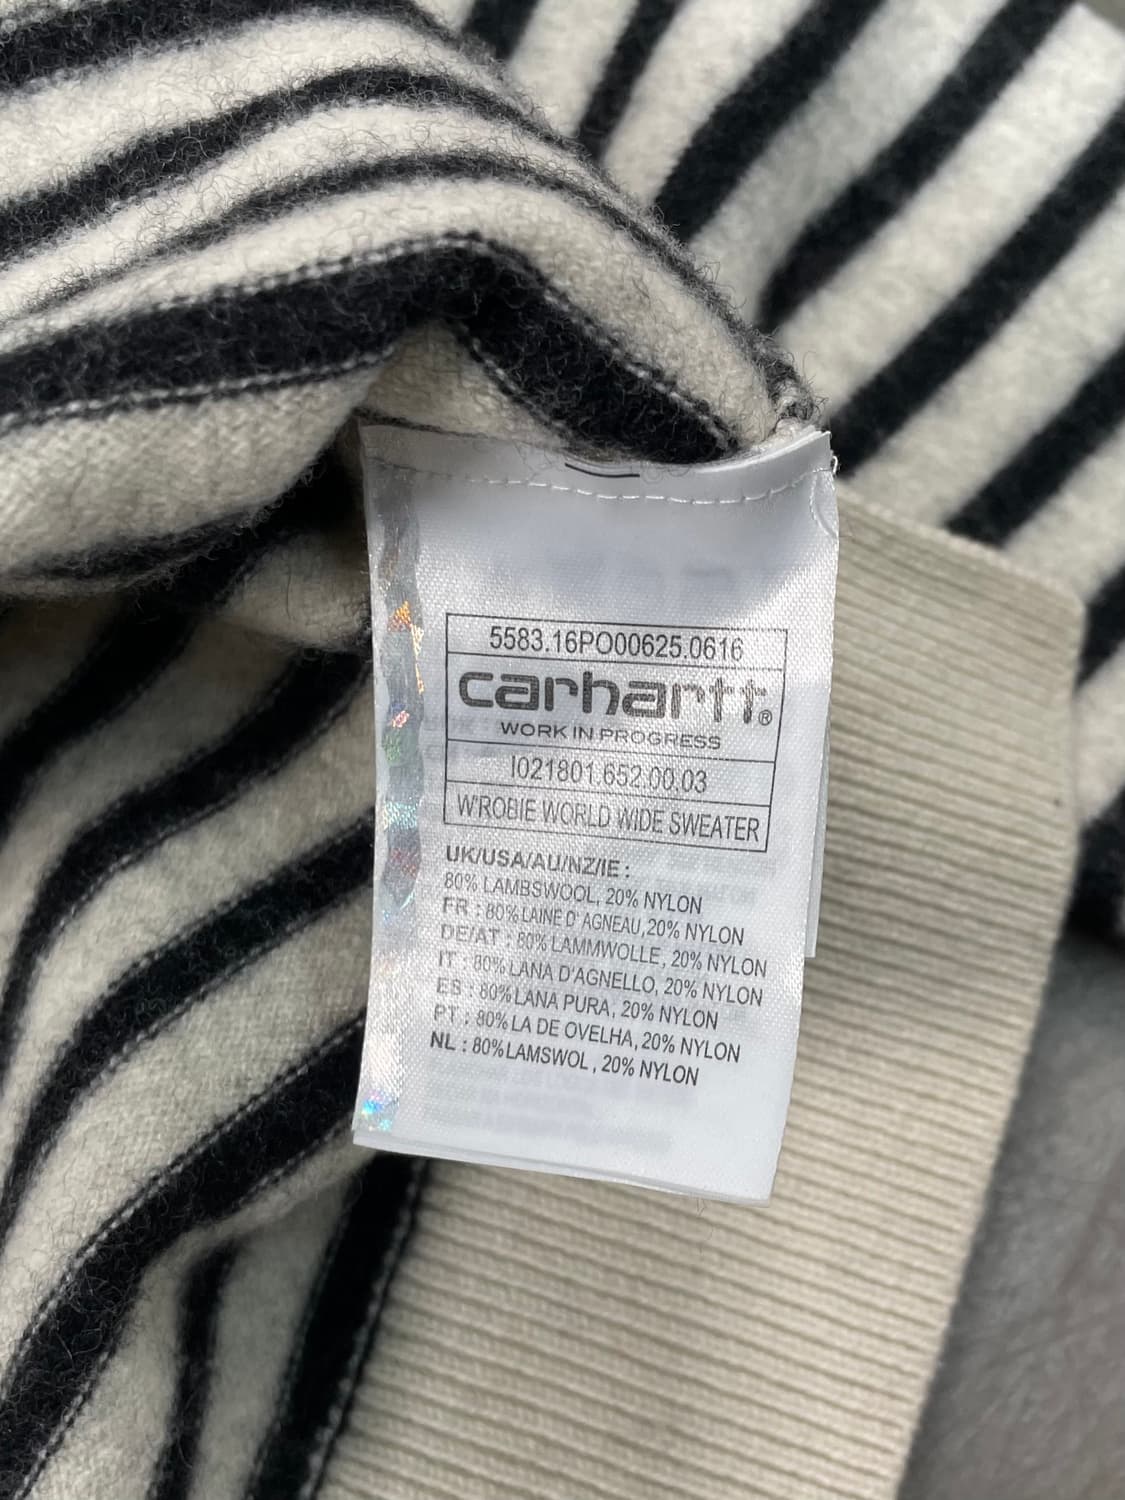 5583.16PO00625.0616
carhartt®
WORK IN PROGRESS
I021801.652.00.03
W'ROBIE WORLD WIDE SWEATER
UK/USA/AU/NZ/IE :
80% LAMBSWOOL, 20% NYLON
FR : 80% LAINE D' AGNEAU,20% NYLON
DE/AT : 80% LAMMWOLLE, 20% NYLON
IT : 80% LANA D'AGNELLO, 20% NYLON
ES : 80% LANA PURA, 20% NYLON
PT : 80% LA DE OVELHA, 20% NYLON
NL : 80% LAMSWOL , 20% NYLON